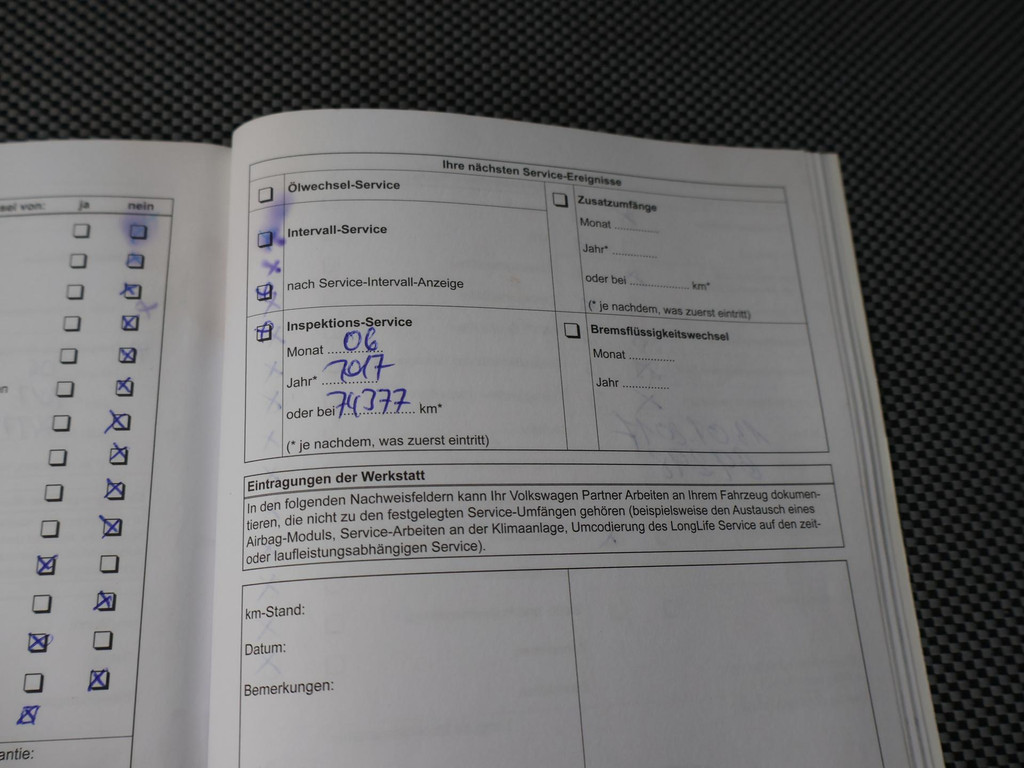 sel von: ja nein
antie:
Ihre nächsten Service-Ereignisse
Ölwechsel-Service
Intervall-Service
nach Service-Intervall-Anzeige
Inspektions-Service
Monat 06
Jahr* 2017
oder bei 74377 km*
(* je nachdem, was zuerst eintritt)
Zusatzumfänge
Monat
Jahr*
oder bei km*
(* je nachdem, was zuerst eintritt)
Bremsflüssigkeitswechsel
Monat
Jahr
Eintragungen der Werkstatt
In den folgenden Nachweisfeldern kann Ihr Volkswagen Partner Arbeiten an Ihrem Fahrzeug dokumen-
tieren, die nicht zu den festgelegten Service-Umfängen gehören (beispielsweise den Austausch eines
Airbag-Moduls, Service-Arbeiten an der Klimaanlage, Umcodierung des LongLife Service auf den zeit-
oder laufleistungsabhängigen Service).
km-Stand:
Datum:
Bemerkungen: